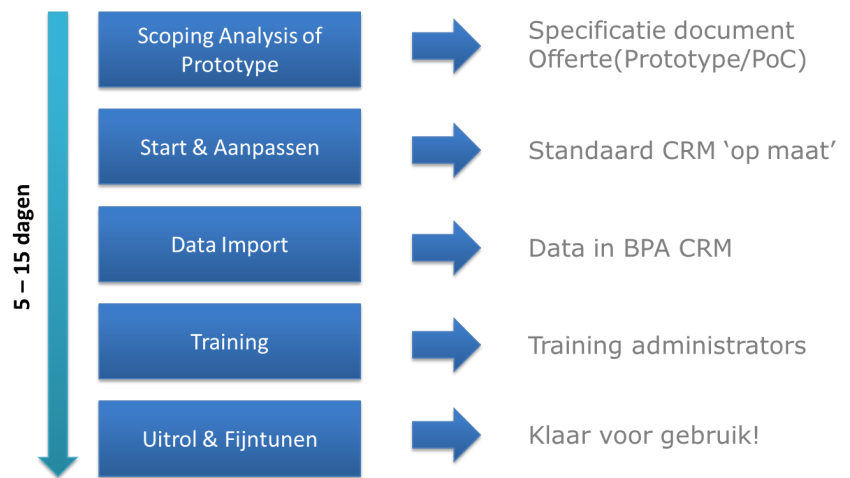 Scoping Analysis of
Prototype
Specificatie document
Offerte(Prototype/PoC)
Start & Aanpassen
Standaard CRM ‘op maat’
5 – 15 dagen
Data Import
Data in BPA CRM
Training
Training administrators
Uitrol & Fijntunen
Klaar voor gebruik!